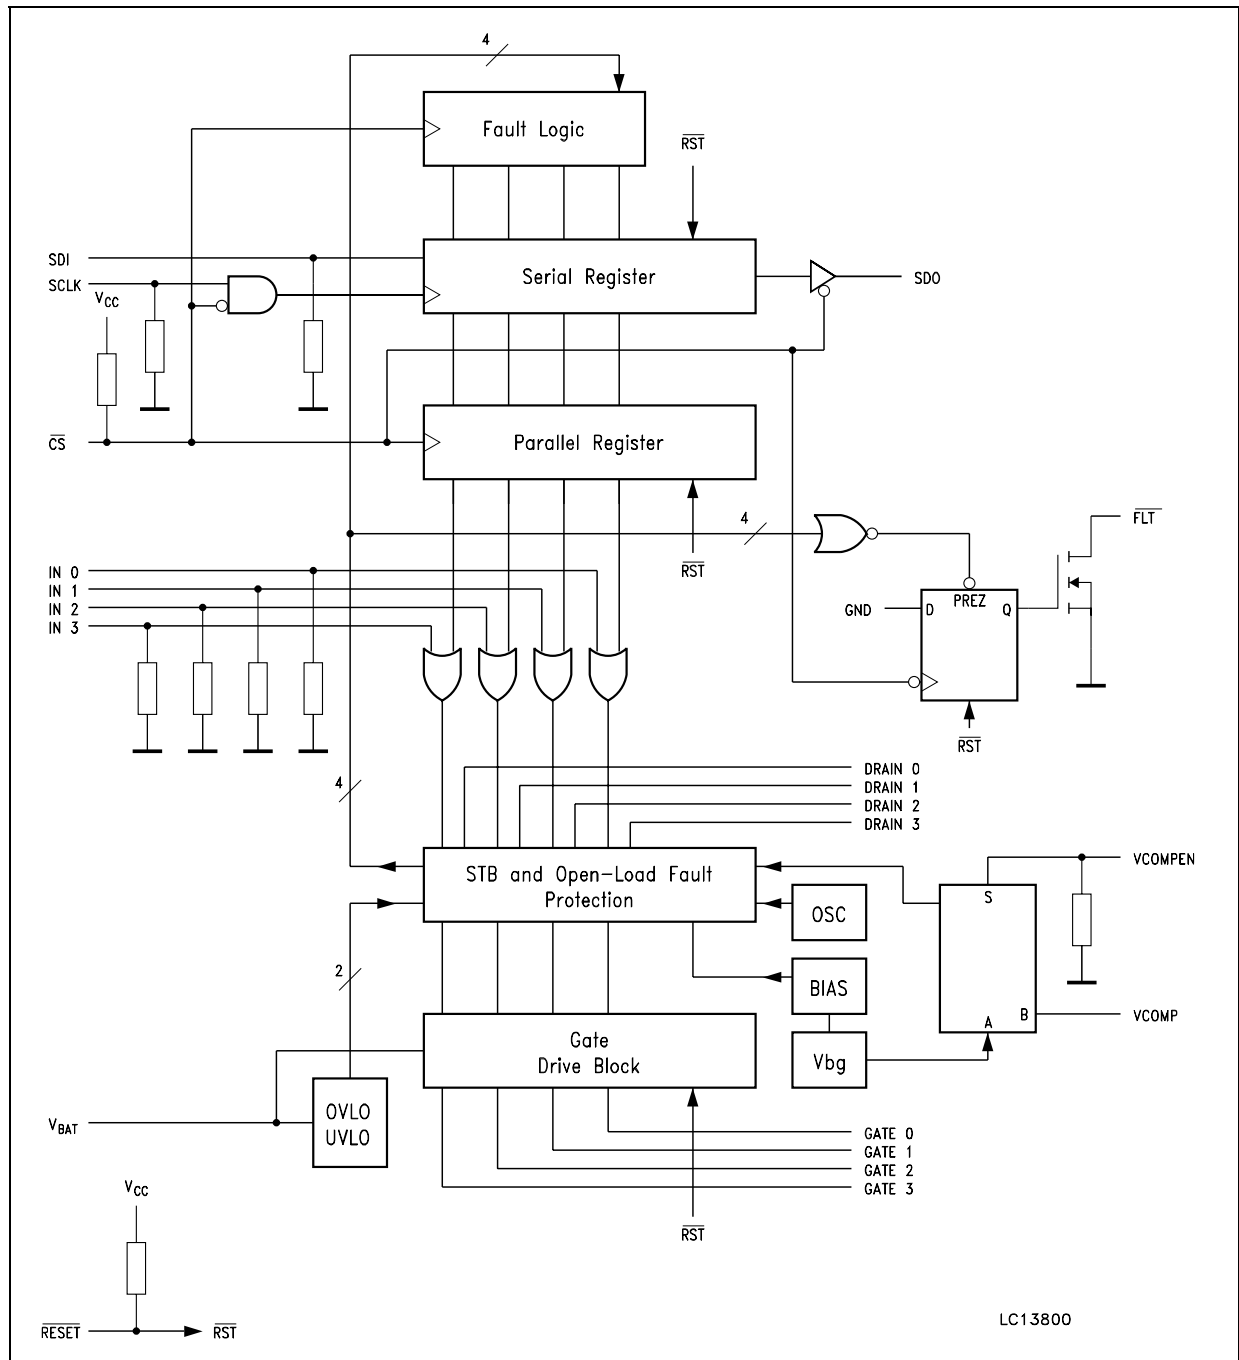 4
Fault Logic
RST
SDI
SCLK
VCC
Serial Register
SDO
CS
Parallel Register
4
FLT
RST
IN 0
IN 1
IN 2
IN 3
GND
D
PREZ
Q
RST
4
DRAIN 0
DRAIN 1
DRAIN 2
DRAIN 3
STB and Open-Load Fault
Protection
VCOMPEN
S
OSC
2
BIAS
A
B
VCOMP
Gate
Drive Block
Vbg
OVLO
UVLO
VBAT
GATE 0
GATE 1
GATE 2
GATE 3
VCC
RST
RESET
RST
LC13800